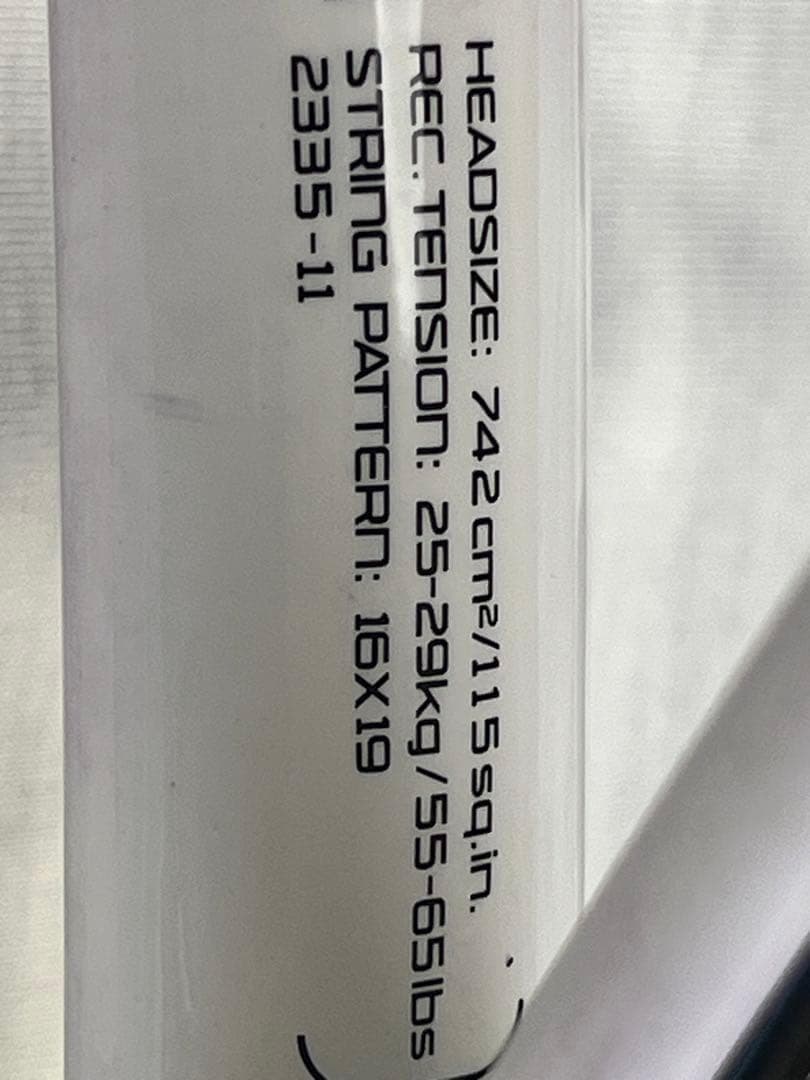 HEADSIZE: 742 cm²/115 sq.in.
REC. TENSION: 25-29kg/55-65lbs
STRING PATTERN: 16X19
2335-11